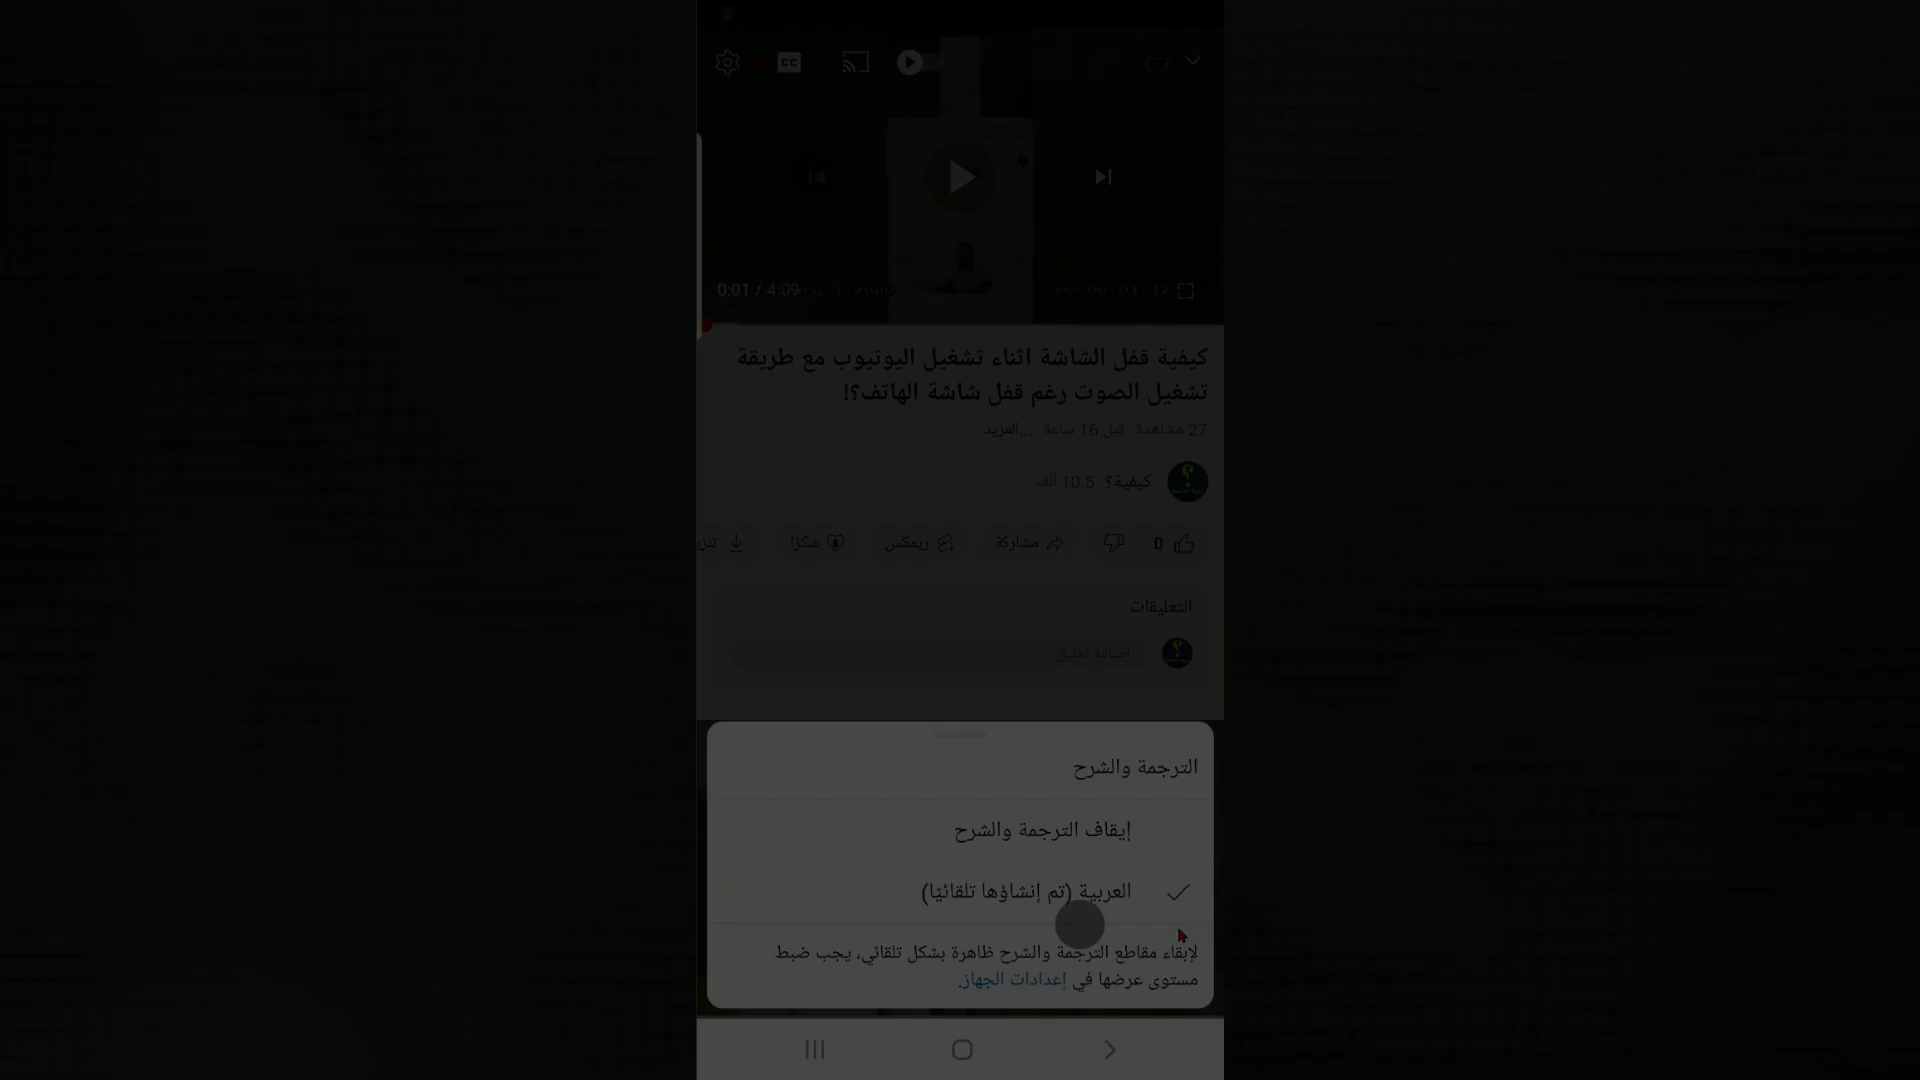 CC
0:01 / 4:09
كيفية قفل الشاشة اثناء تشغيل اليوتيوب مع طريقة
تشغيل الصوت رغم قفل شاشة الهاتف؟!
27 مشاهدة قبل 16 ساعة ...المزيد
كيفية؟ 10.5 ألف
0 مشاركة ريمكس شكرًا تنزي
التعليقات
إضافة تعليق...
الترجمة والشرح
إيقاف الترجمة والشرح
العربية (تم إنشاؤها تلقائيًا)
لإبقاء مقاطع الترجمة والشرح ظاهرة بشكل تلقائي، يجب ضبط
مستوى عرضها في إعدادات الجهاز.